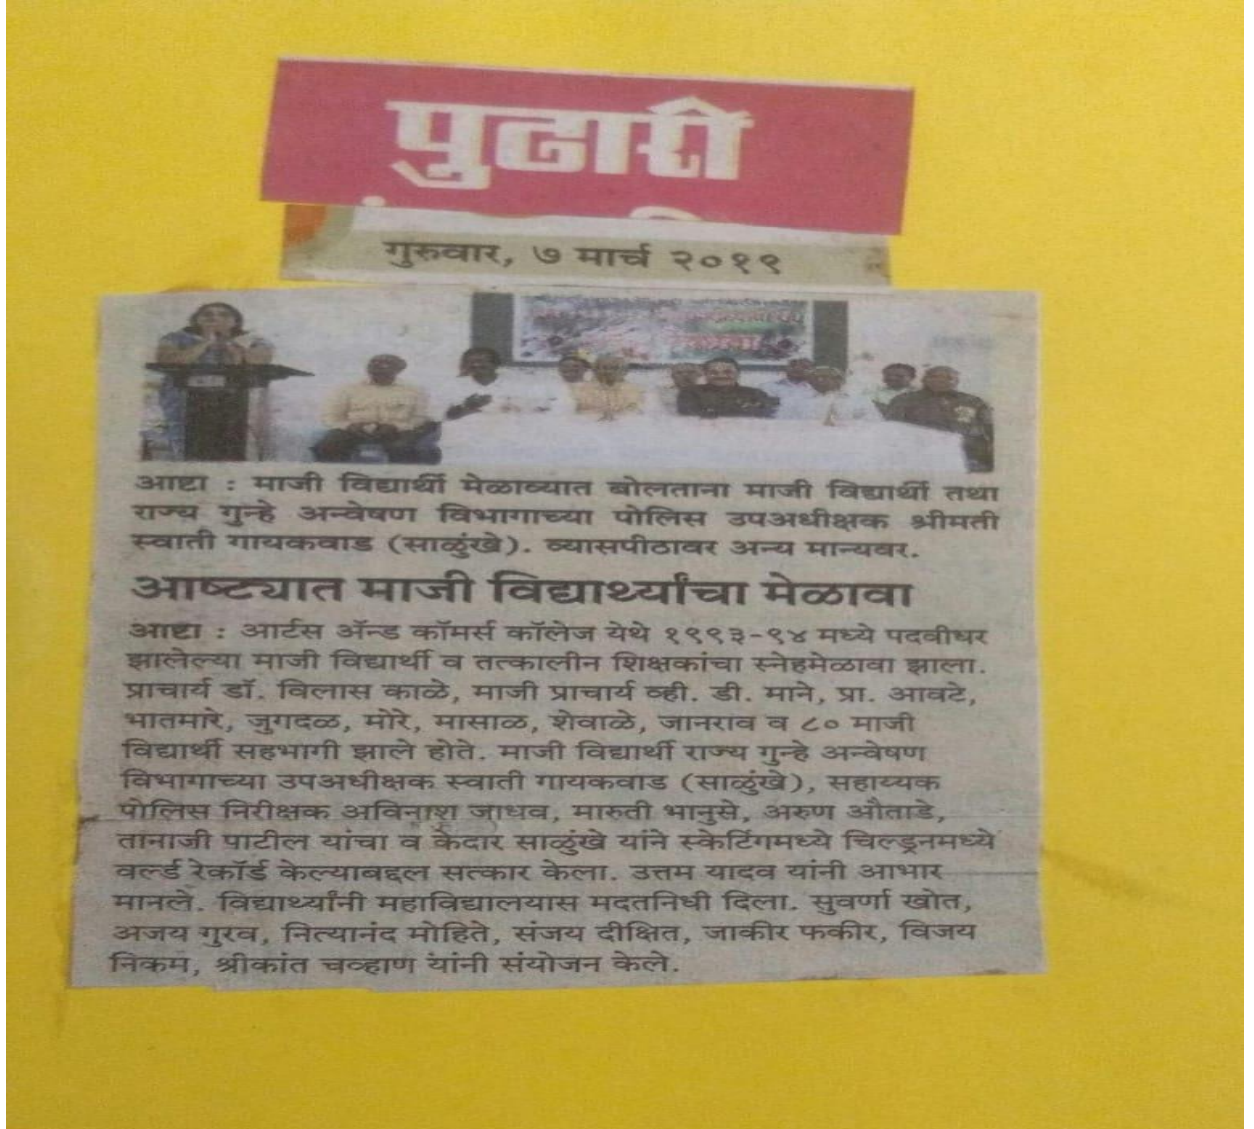 पुढारी
गुरुवार, ७ मार्च २०१९
आष्टा : माजी विद्यार्थी मेळाव्यात बोलताना माजी विद्यार्थी तथा
राज्य गुन्हे अन्वेषण विभागाच्या पोलिस उपअधीक्षक श्रीमती
स्वाती गायकवाड (साळुंखे). व्यासपीठावर अन्य मान्यवर.
आष्ट्यात माजी विद्यार्थ्यांचा मेळावा
आष्टा : आर्टस अॅन्ड कॉमर्स कॉलेज येथे १९९३-९४ मध्ये पदवीधर
झालेल्या माजी विद्यार्थी व तत्कालीन शिक्षकांचा स्नेहमेळावा झाला.
प्राचार्य डॉ. विलास काळे, माजी प्राचार्य व्ही. डी. माने, प्रा. आवटे,
भातमारे, जुगदळ, मोरे, मासाळ, शेवाळे, जानराव व ८० माजी
विद्यार्थी सहभागी झाले होते. माजी विद्यार्थी राज्य गुन्हे अन्वेषण
विभागाच्या उपअधीक्षक स्वाती गायकवाड (साळुंखे), सहाय्यक
पोलिस निरीक्षक अविनाश जाधव, मारुती भानुसे, अरुण औताडे,
तानाजी पाटील यांचा व केदार साळुंखे यांने स्केटिंगमध्ये चिल्ड्रनमध्ये
वर्ल्ड रेकॉर्ड केल्याबद्दल सत्कार केला. उत्तम यादव यांनी आभार
मानले. विद्यार्थ्यांनी महाविद्यालयास मदतनिधी दिला. सुवर्णा खोत,
अजय गुरव, नित्यानंद मोहिते, संजय दीक्षित, जाकीर फकीर, विजय
निकम, श्रीकांत चव्हाण यांनी संयोजन केले.